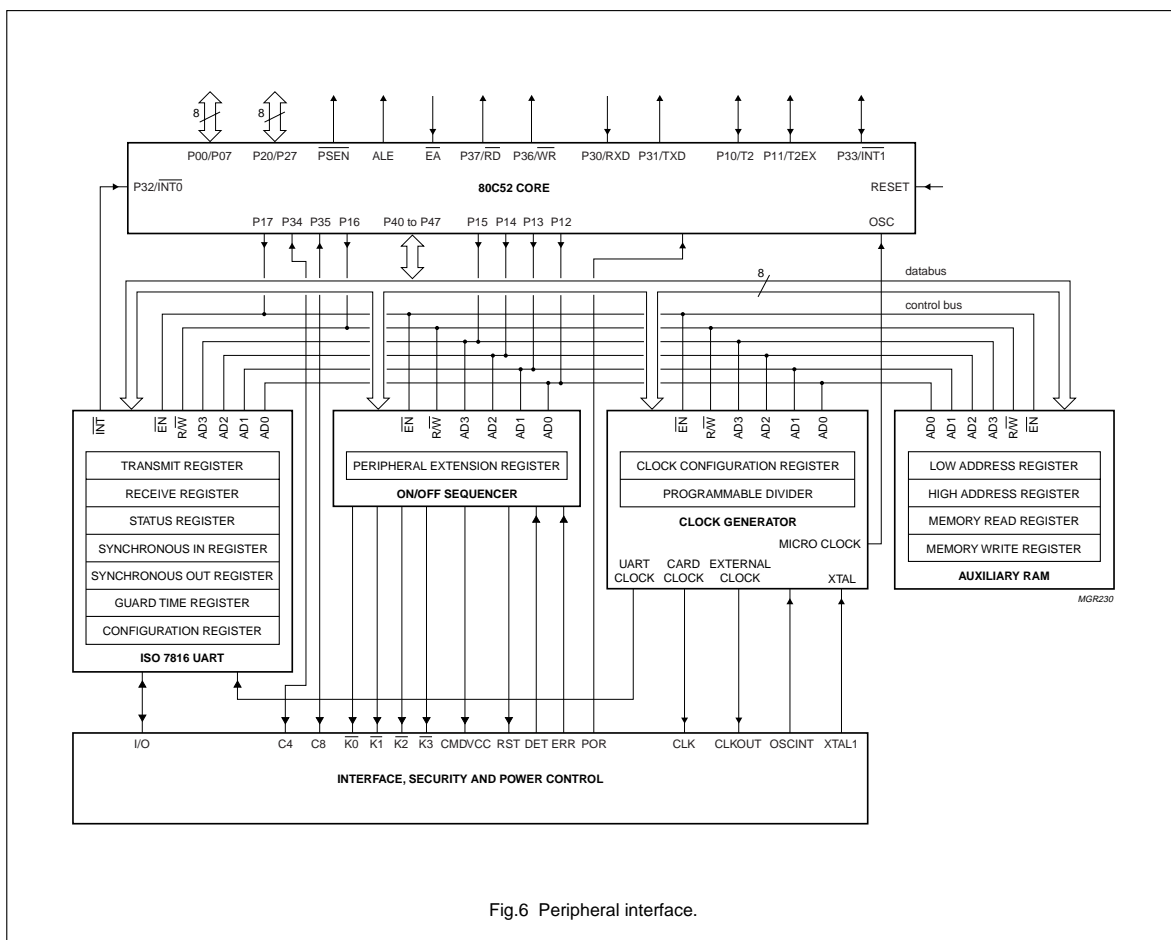 8 8
P00/P07 P20/P27 PSEN ALE EA P37/RD P36/WR P30/RXD P31/TXD P10/T2 P11/T2EX P33/INT1
P32/INT0 80C52 CORE RESET
P17 P34 P35 P16 P40 to P47 P15 P14 P13 P12 OSC
8 databus
control bus
INT EN R/W AD3 AD2 AD1 AD0 EN R/W AD3 AD2 AD1 AD0 EN R/W AD3 AD2 AD1 AD0 AD0 AD1 AD2 AD3 R/W EN
TRANSMIT REGISTER
RECEIVE REGISTER
STATUS REGISTER
SYNCHRONOUS IN REGISTER
SYNCHRONOUS OUT REGISTER
GUARD TIME REGISTER
CONFIGURATION REGISTER
ISO 7816 UART
PERIPHERAL EXTENSION REGISTER
ON/OFF SEQUENCER
CLOCK CONFIGURATION REGISTER
PROGRAMMABLE DIVIDER
CLOCK GENERATOR
MICRO CLOCK
UART CLOCK
CARD CLOCK
EXTERNAL CLOCK
XTAL
LOW ADDRESS REGISTER
HIGH ADDRESS REGISTER
MEMORY READ REGISTER
MEMORY WRITE REGISTER
AUXILIARY RAM
MGR230
I/O C4 C8 K0 K1 K2 K3 CMDVCC RST DET ERR POR CLK CLKOUT OSCINT XTAL1
INTERFACE, SECURITY AND POWER CONTROL
Fig.6 Peripheral interface.